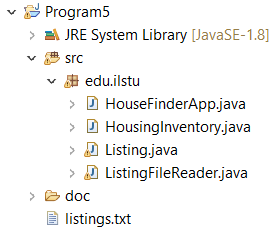 Program5
JRE System Library [JavaSE-1.8]
src
edu.ilstu
HouseFinderApp.java
HousingInventory.java
Listing.java
ListingFileReader.java
doc
listings.txt